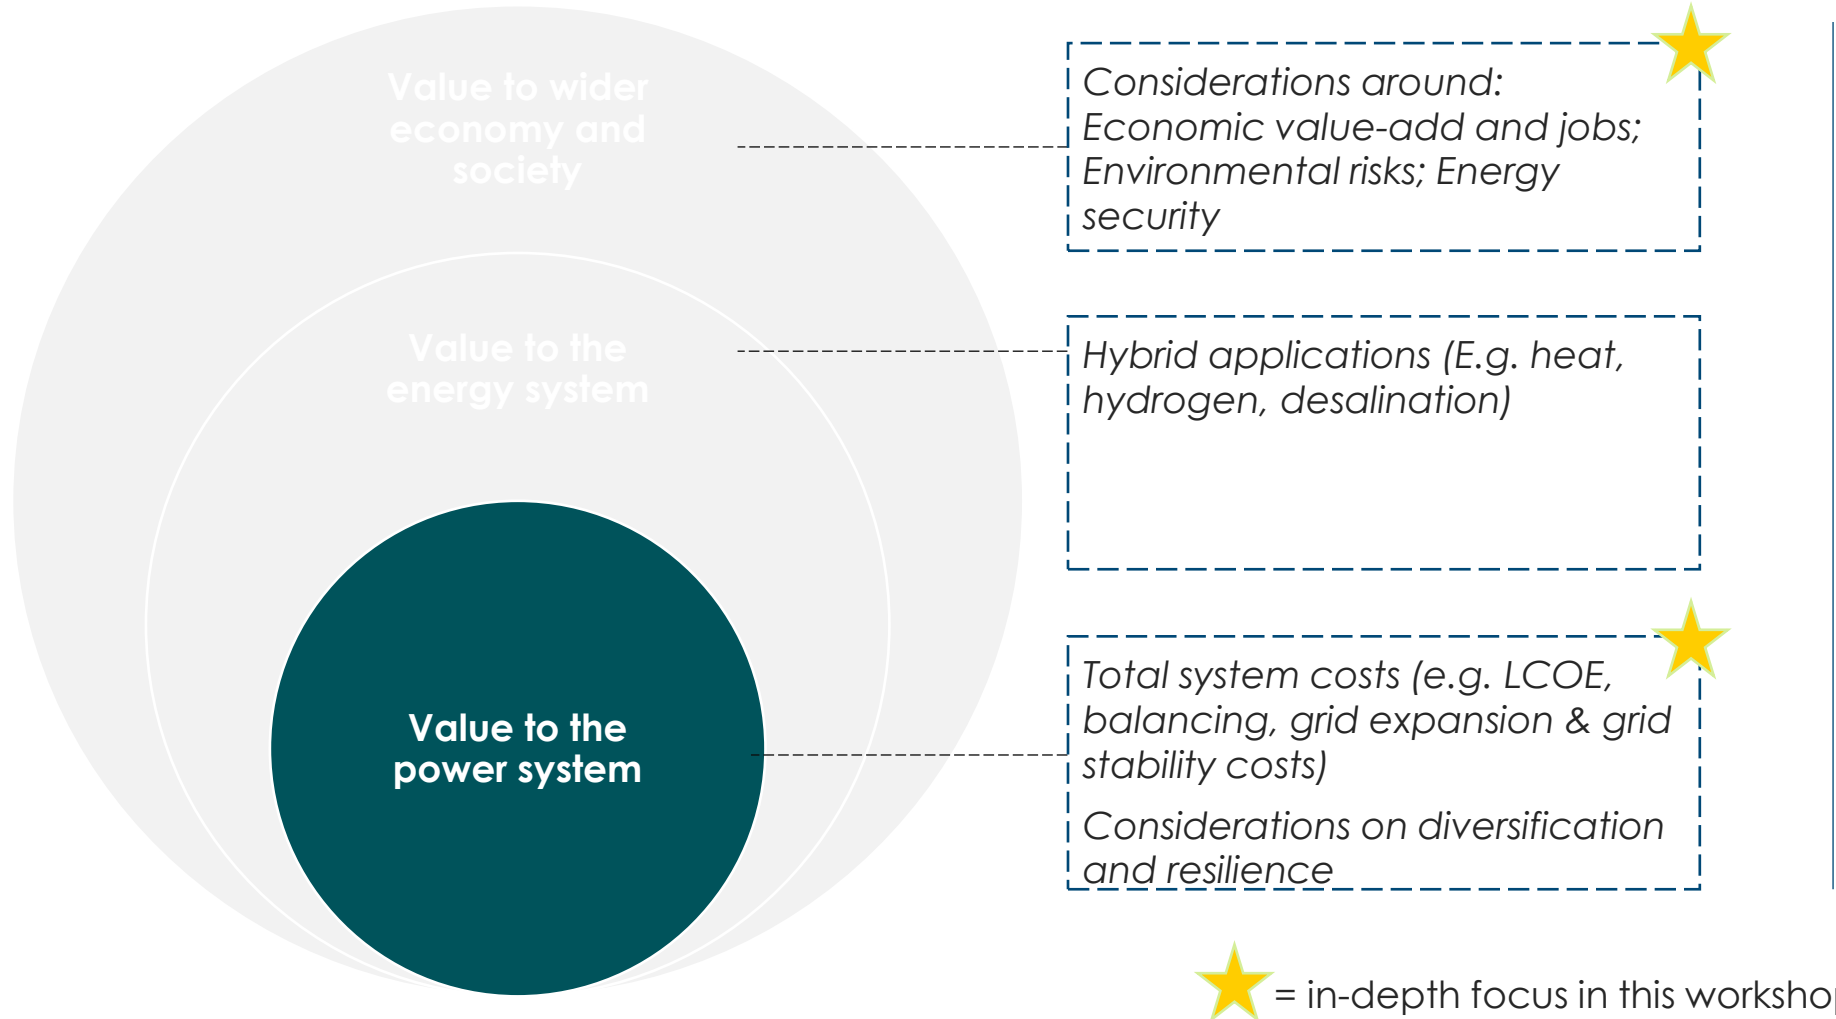 Value to wider
economy and
society
Considerations around:
Economic value-add and jobs;
Environmental risks; Energy
security
Value to the
energy system
Hybrid applications (E.g. heat,
hydrogen, desalination)
Value to the
power system
Total system costs (e.g. LCOE,
balancing, grid expansion & grid
stability costs)
Considerations on diversification
and resilience
= in-depth focus in this workshop